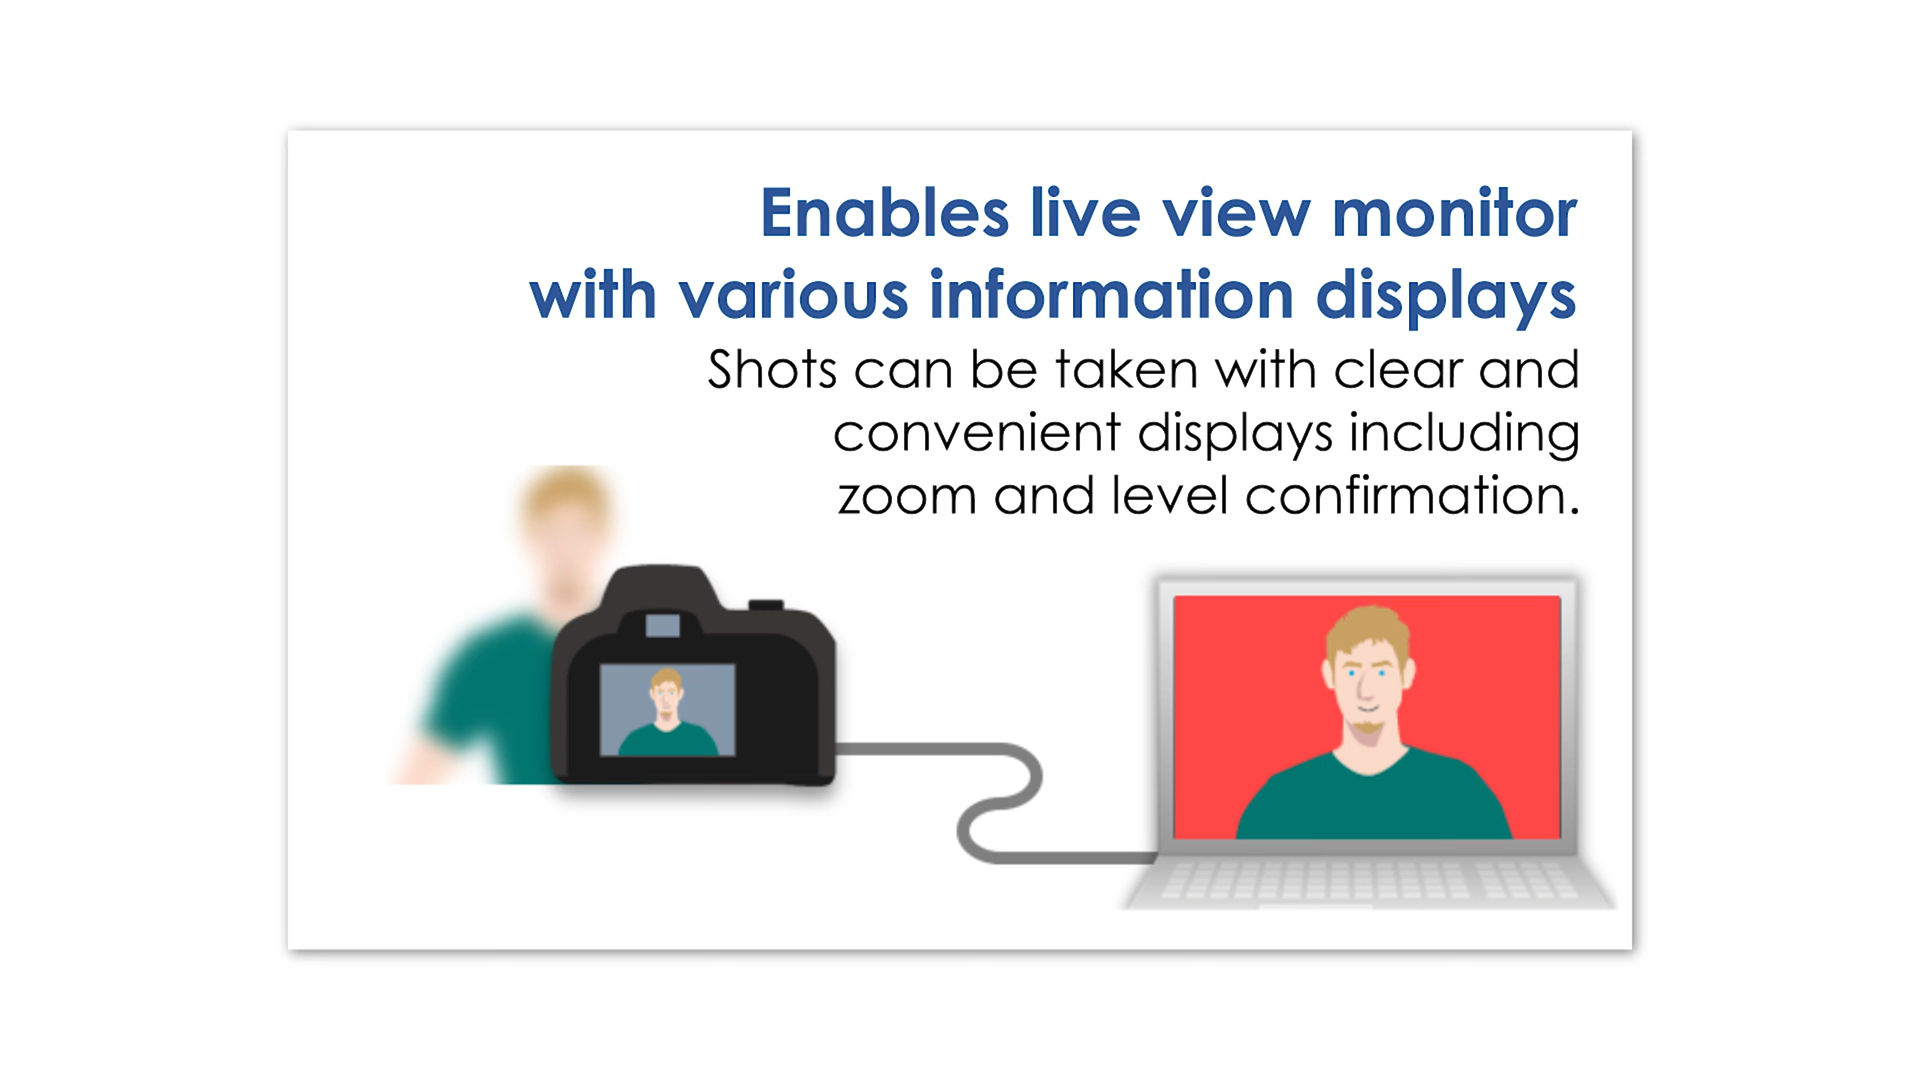 Enables live view monitor
with various information displays
Shots can be taken with clear and
convenient displays including
zoom and level confirmation.